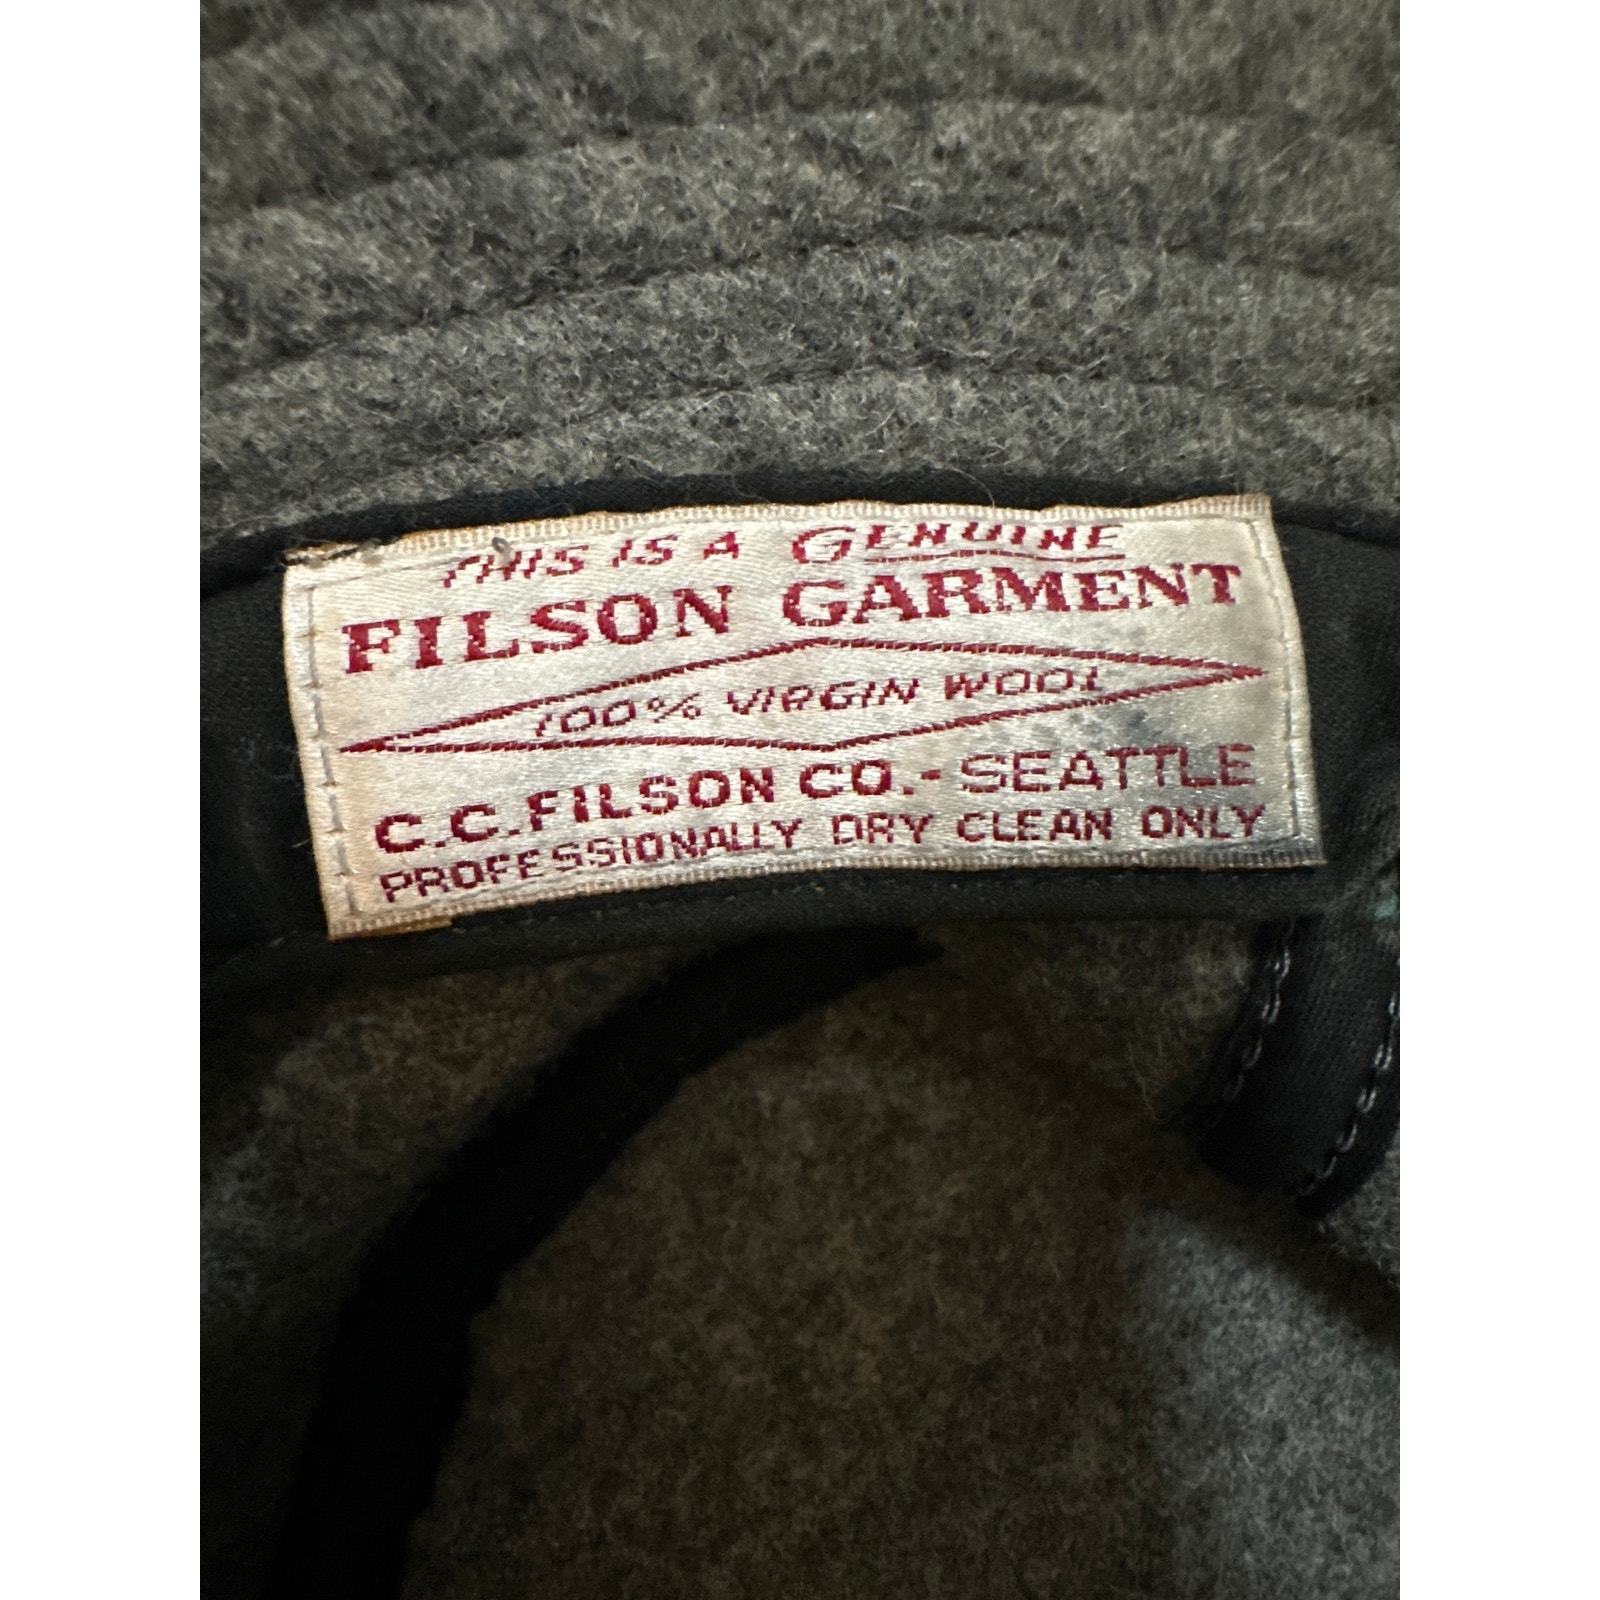 THIS IS A GENUINE
FILSON GARMENT
100% VIRGIN WOOL
C.C. FILSON CO. - SEATTLE
PROFESSIONALLY DRY CLEAN ONLY